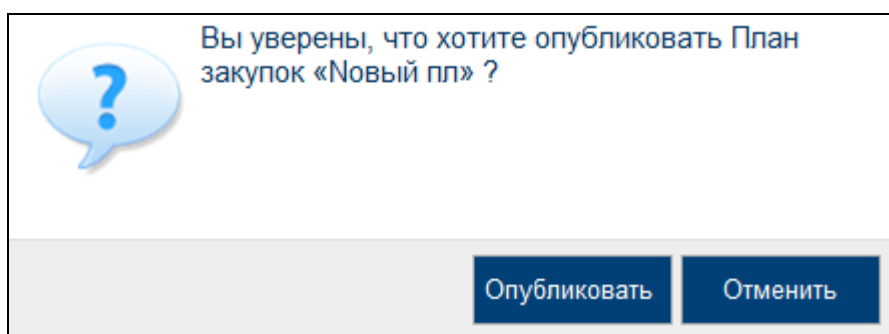 Вы уверены, что хотите опубликовать План
закупок «Nовый пл» ?
Опубликовать
Отменить